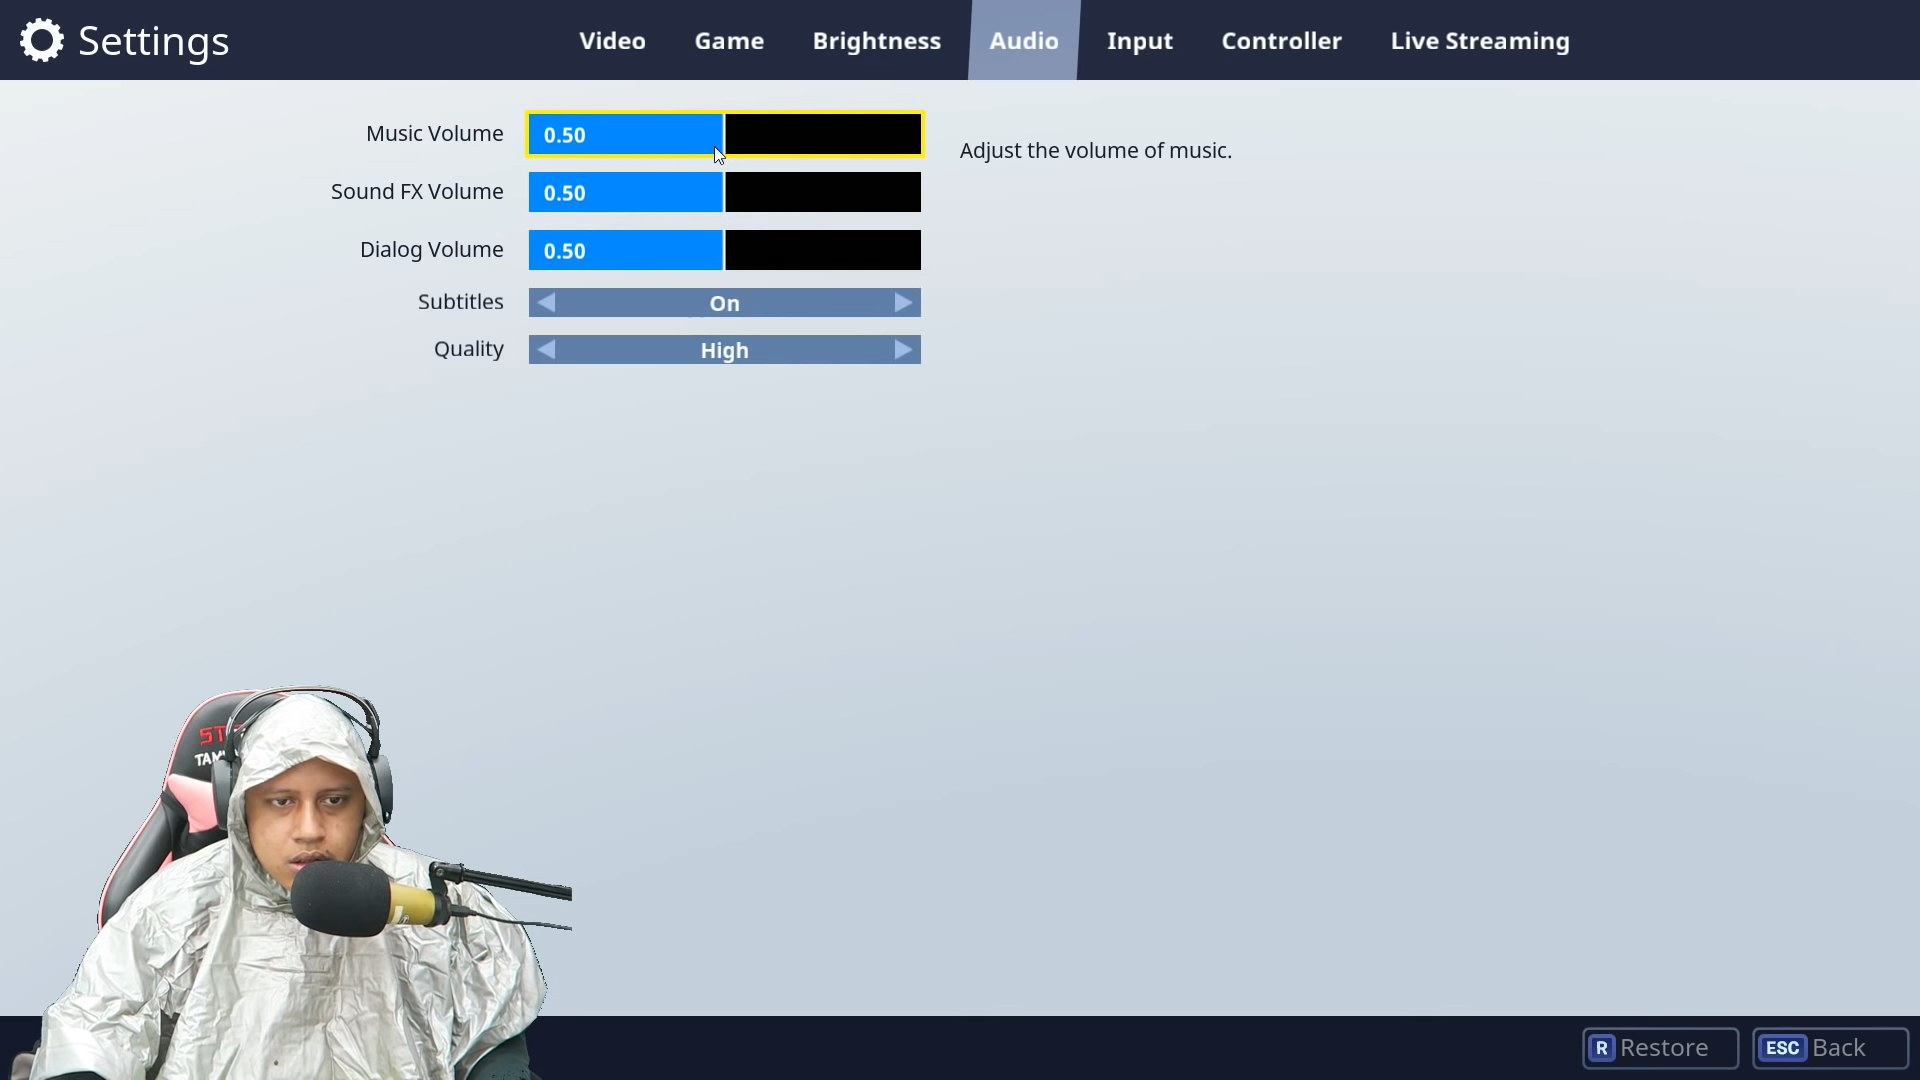 Settings
Video Game Brightness Audio Input Controller Live Streaming
Music Volume 0.50
Adjust the volume of music.
Sound FX Volume 0.50
Dialog Volume 0.50
Subtitles On
Quality High
R Restore ESC Back